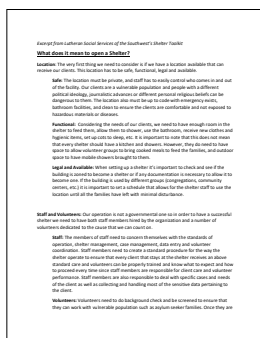 Excerpt from Lutheran Social Services of the Southwest's Shelter Toolkit
What does it mean to open a Shelter?
Location: The very first thing we need to consider is if we have a location available that can
receive our clients. This location has to be safe, functional, legal and available.
Safe: The location must be private, and staff has to easily control who comes in and out
of the facility. Our clients are a vulnerable population and people with a different
political ideology, journalistic advances or different personal religious beliefs can be
dangerous to them. The location also must be up to code with emergency exits,
bathroom facilities, and clean to ensure the clients are comfortable and not exposed to
hazardous materials or diseases.
Functional: Considering the needs of our clients, we need to have enough room in the
shelter to feed them, allow them to shower, use the bathroom, receive new clothes and
hygienic items, set up cots to sleep, etc. It is important to note that this does not mean
that every shelter should have a kitchen and showers. However, they do need to have
space to allow volunteer groups to bring cooked meals to feed the families, and outdoor
space to have mobile showers brought to them.
Legal and Available: When setting up a shelter it's important to check and see if the
building is zoned to become a shelter or if any documentation is necessary to allow it to
become one. If the building is used by different groups (congregations, community
centers, etc.) it is important to set a schedule that allows for the shelter staff to use the
location until all the families have left with minimal disturbance.
Staff and Volunteers: Our operation is not a governmental one so in order to have a successful
shelter we need to have both staff members hired by the organization and a number of
volunteers dedicated to the cause that we can count on.
Staff: The members of staff need to concern themselves with the standards of
operation, shelter management, case management, data entry and volunteer
coordination. Staff members need to create a standard procedure for the way the
shelter operate to ensure that every client that stays at the shelter receives an above
standard care and volunteers can be properly trained and know what to expect and how
to proceed every time since staff members are responsible for client care and volunteer
performance. Staff members are also responsible to deal with specific cases and needs
of the client as well as collecting and handling most of the sensitive data pertaining to
the client.
Volunteers: Volunteers need to do background check and be screened to ensure that
they can work with vulnerable population such as asylum seeker families. Once they are